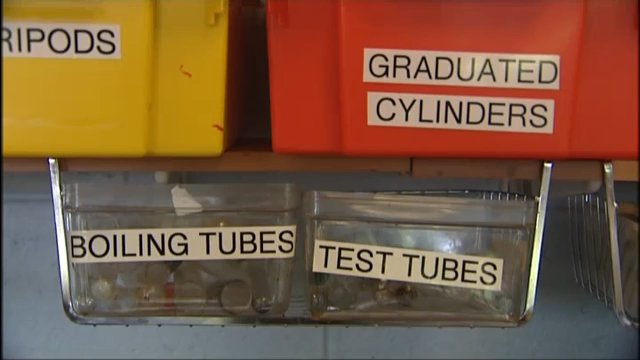 RIPODS
GRADUATED
CYLINDERS
BOILING TUBES
TEST TUBES